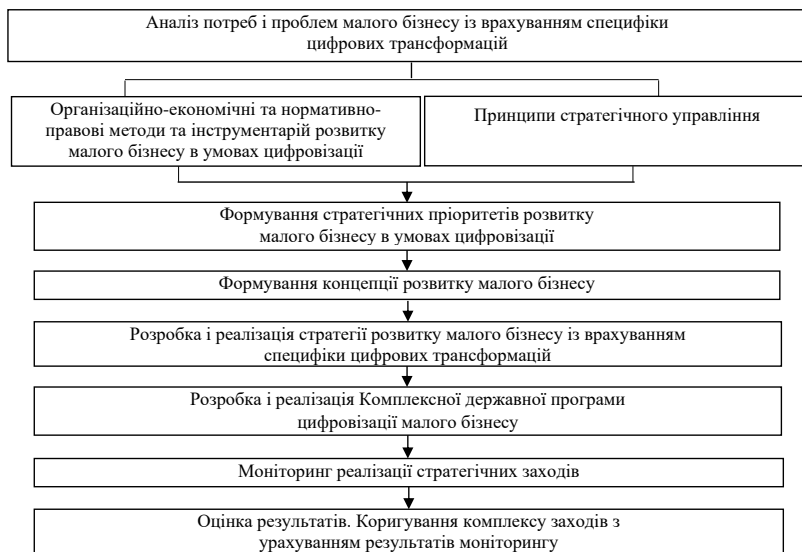 Аналіз потреб і проблем малого бізнесу із врахуванням специфіки
цифрових трансформацій
Організаційно-економічні та нормативно-
правові методи та інструментарій розвитку
малого бізнесу в умовах цифровізації
Принципи стратегічного управління
Формування стратегічних пріоритетів розвитку
малого бізнесу в умовах цифровізації
Формування концепції розвитку малого бізнесу
Розробка і реалізація стратегії розвитку малого бізнесу із врахуванням
специфіки цифрових трансформацій
Розробка і реалізація Комплексної державної програми
цифровізації малого бізнесу
Моніторинг реалізації стратегічних заходів
Оцінка результатів. Коригування комплексу заходів з
урахуванням результатів моніторингу